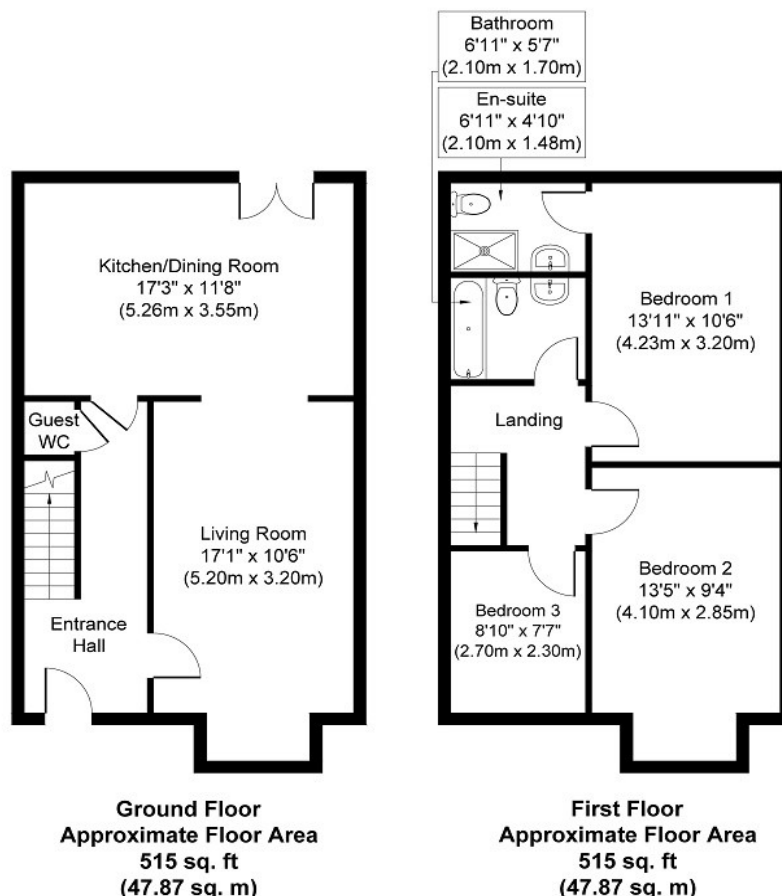 Bathroom
6'11" x 5'7"
(2.10m x 1.70m)
En-suite
6'11" x 4'10"
(2.10m x 1.48m)
Kitchen/Dining Room
17'3" x 11'8"
(5.26m x 3.55m)
Guest
WC
Living Room
17'1" x 10'6"
(5.20m x 3.20m)
Entrance
Hall
Bedroom 1
13'11" x 10'6"
(4.23m x 3.20m)
Landing
Bedroom 2
13'5" x 9'4"
(4.10m x 2.85m)
Bedroom 3
8'10" x 7'7"
(2.70m x 2.30m)
Ground Floor
Approximate Floor Area
515 sq. ft
(47.87 sq. m)
First Floor
Approximate Floor Area
515 sq. ft
(47.87 sq. m)